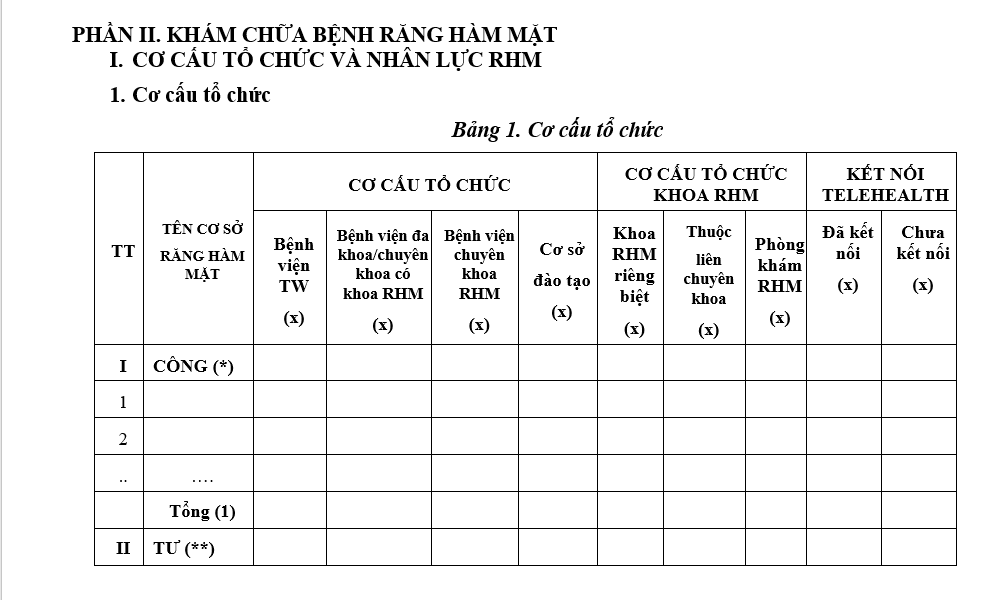 PHẦN II. KHÁM CHỮA BỆNH RĂNG HÀM MẶT
I. CƠ CẤU TỔ CHỨC VÀ NHÂN LỰC RHM
1. Cơ cấu tổ chức
Bảng 1. Cơ cấu tổ chức
TT
TÊN CƠ SỞ
RĂNG HÀM
MẶT
CƠ CẤU TỔ CHỨC
CƠ CẤU TỔ CHỨC
KHOA RHM
KẾT NỐI
TELEHEALTH
Bệnh
viện
TW
(x)
Bệnh viện đa
khoa/chuyên
khoa có
khoa RHM
(x)
Bệnh viện
chuyên
khoa
RHM
(x)
Cơ sở
đào tạo
(x)
Khoa
RHM
riêng
biệt
(x)
Thuộc
liên
chuyên
khoa
(x)
Phòng
khám
RHM
(x)
Đã kết
nối
(x)
Chưa
kết nối
(x)
I CÔNG (*)
1
2
.. ….
Tổng (1)
II TƯ (**)